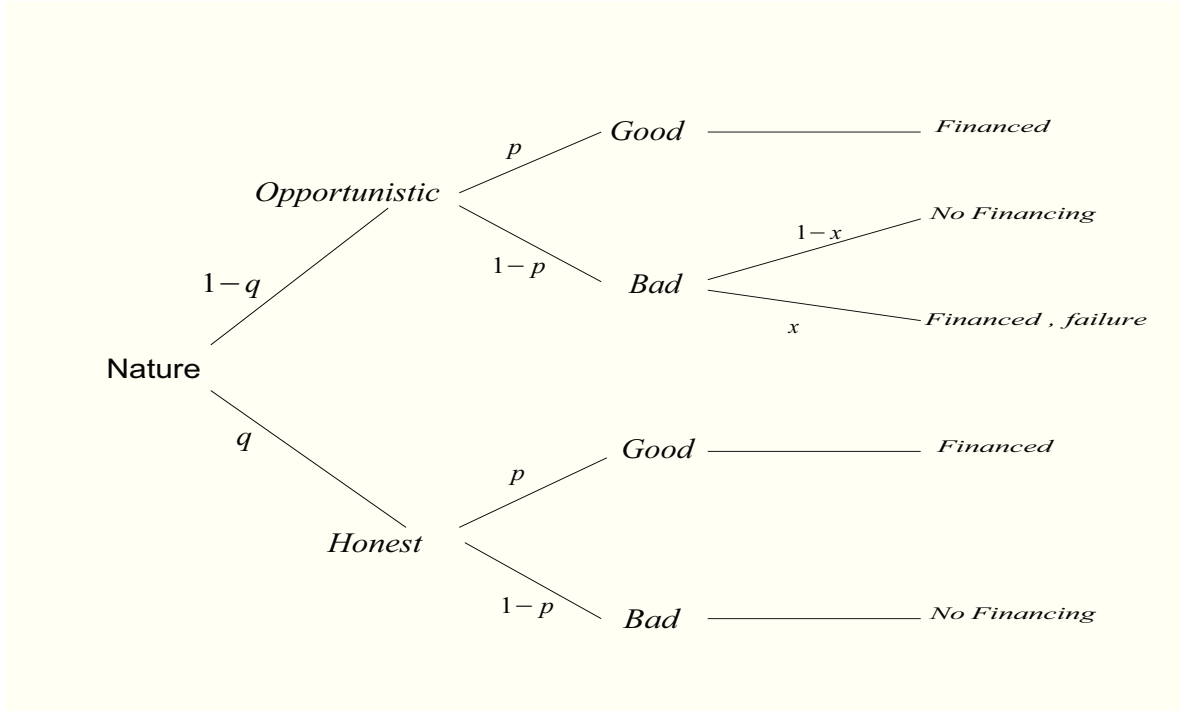 Good
Financed
p
Opportunistic
No Financing
1−x
1−p
Bad
1−q
Financed , failure
x
Nature
q
Good
Financed
p
Honest
1−p
Bad
No Financing